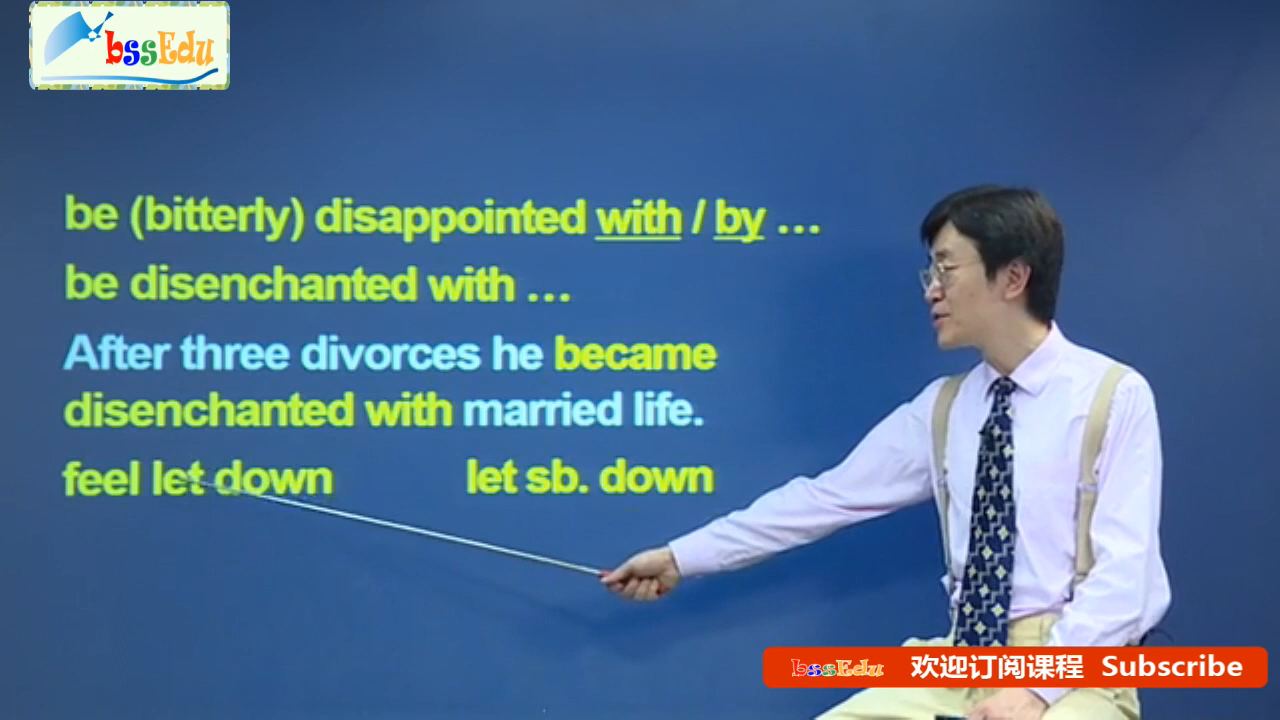 bssEdu
be (bitterly) disappointed with / by ...
be disenchanted with ...
After three divorces he became
disenchanted with married life.
feel let down let sb. down
bssEdu 欢迎订阅课程 Subscribe